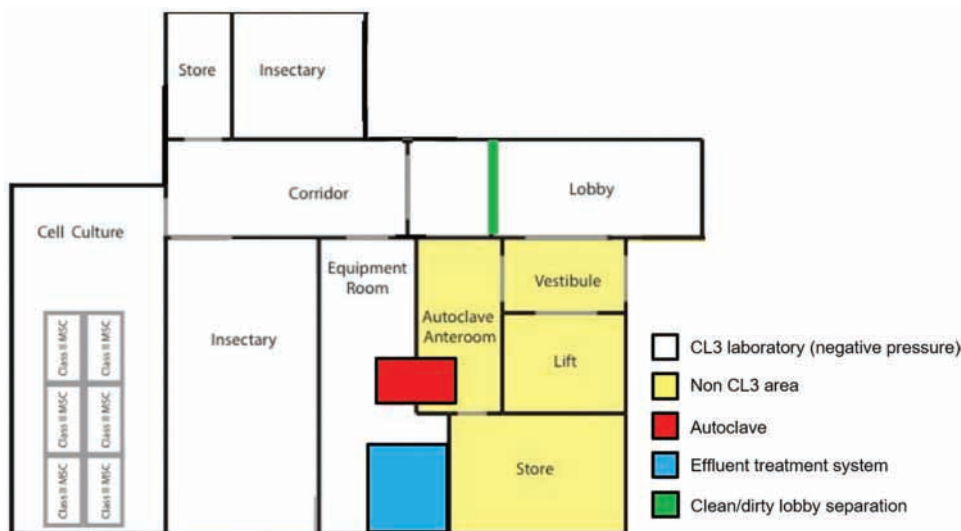 Store
Insectary
Corridor
Lobby
Cell Culture
Equipment
Room
Vestibule
Autoclave
Anteroom
Insectary
Lift
Class II MSC
Class II MSC
Class II MSC
Class II MSC
Class II MSC
Class II MSC
Store
CL3 laboratory (negative pressure)
Non CL3 area
Autoclave
Effluent treatment system
Clean/dirty lobby separation